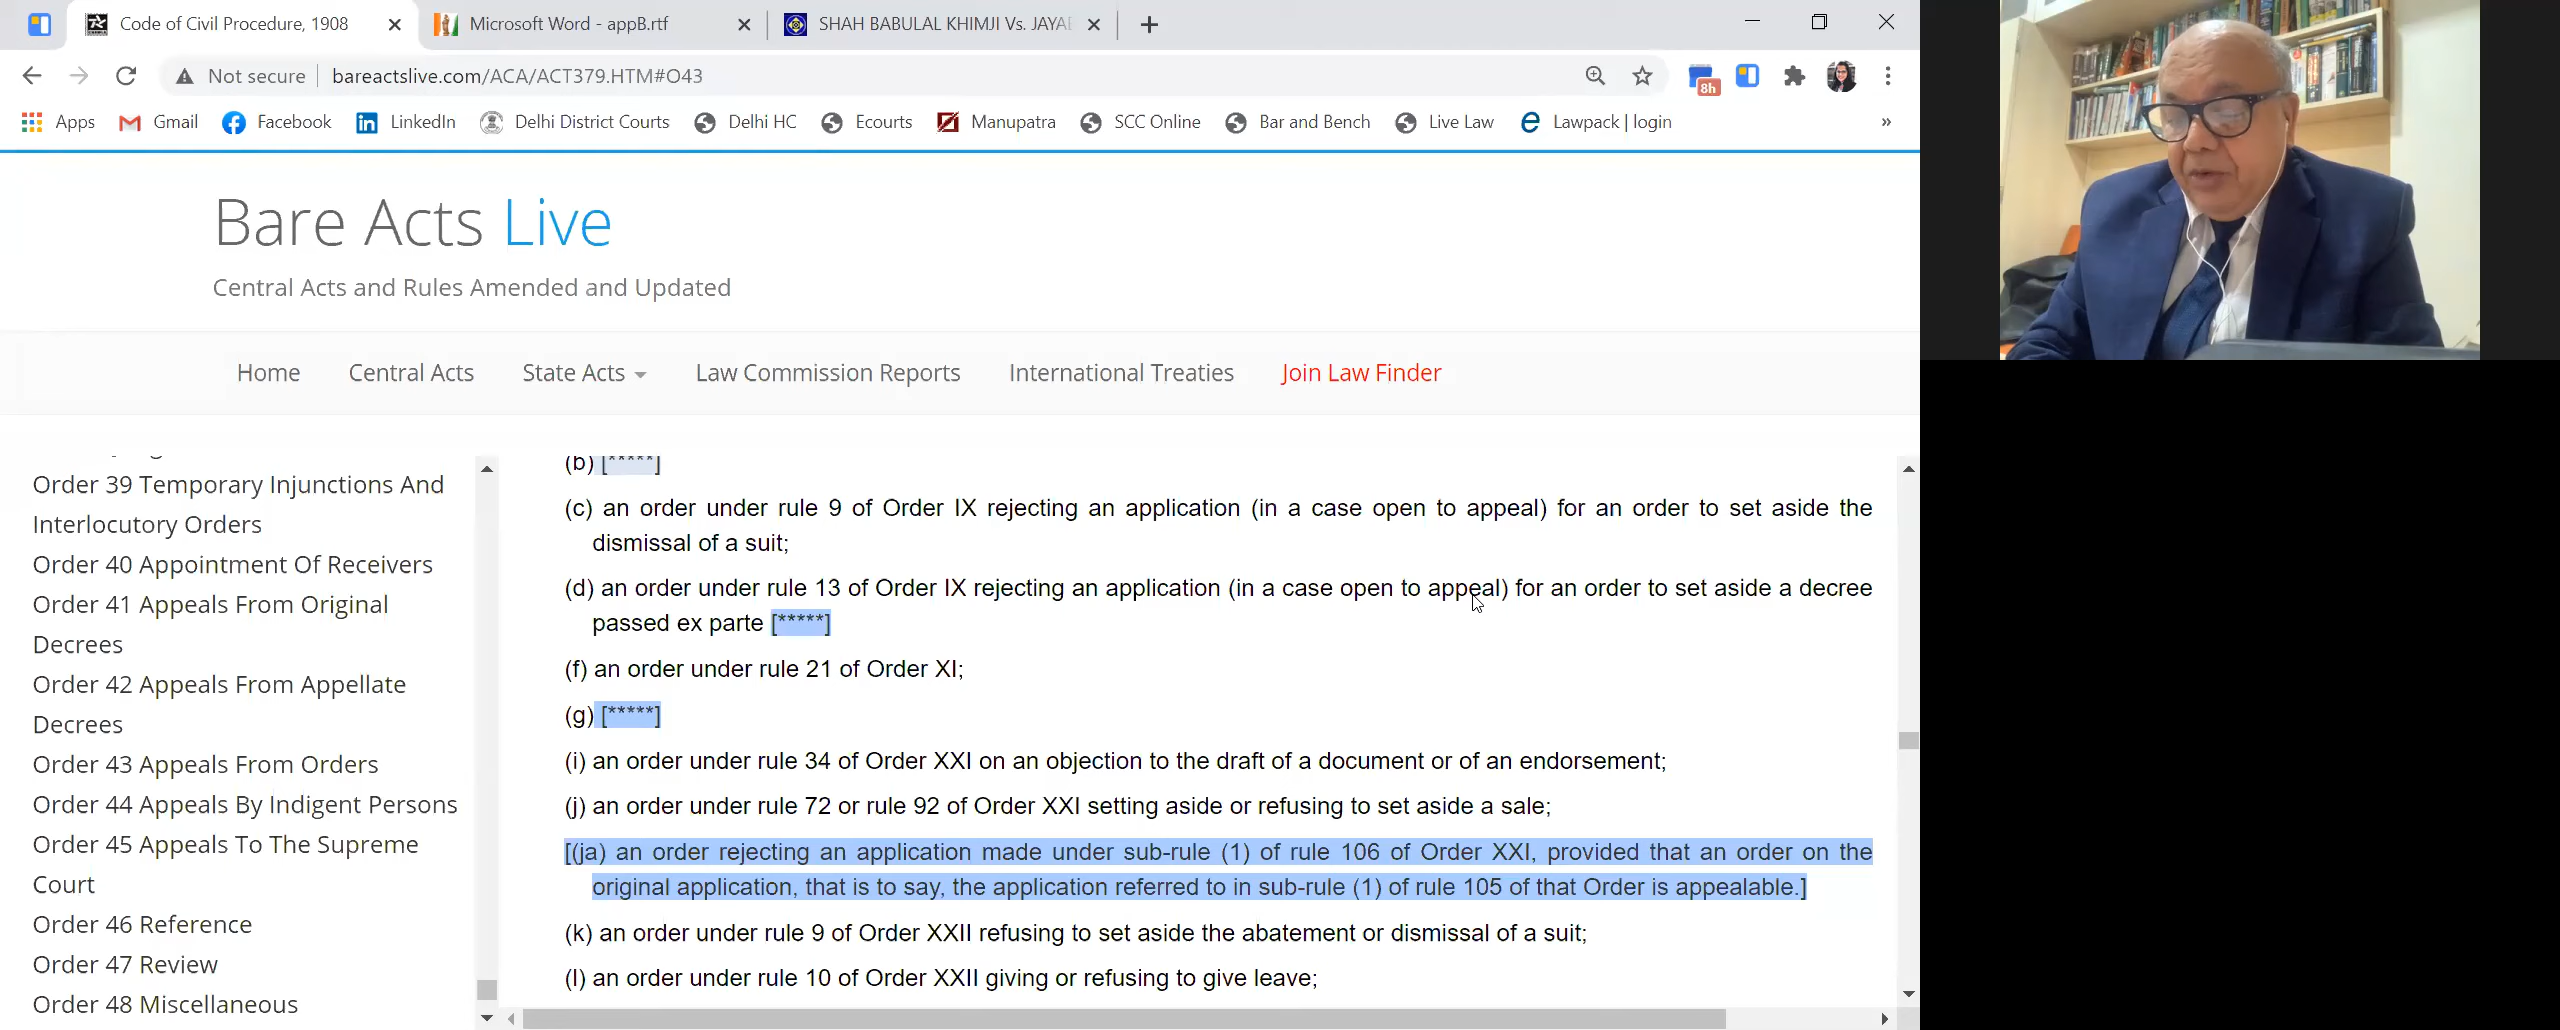 Code of Civil Procedure, 1908
Microsoft Word - appB.rtf
SHAH BABULAL KHIMJI Vs. JAYA
Not secure
bareactslive.com/ACA/ACT379.HTM#O43
8h
Apps
Gmail
Facebook
LinkedIn
Delhi District Courts
Delhi HC
Ecourts
Manupatra
SCC Online
Bar and Bench
Live Law
Lawpack | login
»
Bare Acts Live
Central Acts and Rules Amended and Updated
Home
Central Acts
State Acts
Law Commission Reports
International Treaties
Join Law Finder
Order 39 Temporary Injunctions And
Interlocutory Orders
Order 40 Appointment Of Receivers
Order 41 Appeals From Original
Decrees
Order 42 Appeals From Appellate
Decrees
Order 43 Appeals From Orders
Order 44 Appeals By Indigent Persons
Order 45 Appeals To The Supreme
Court
Order 46 Reference
Order 47 Review
Order 48 Miscellaneous
(b) [*****]
(c) an order under rule 9 of Order IX rejecting an application (in a case open to appeal) for an order to set aside the
dismissal of a suit;
(d) an order under rule 13 of Order IX rejecting an application (in a case open to appeal) for an order to set aside a decree
passed ex parte [*****]
(f) an order under rule 21 of Order XI;
(g) [*****]
(i) an order under rule 34 of Order XXI on an objection to the draft of a document or of an endorsement;
(j) an order under rule 72 or rule 92 of Order XXI setting aside or refusing to set aside a sale;
[(ja) an order rejecting an application made under sub-rule (1) of rule 106 of Order XXI, provided that an order on the
original application, that is to say, the application referred to in sub-rule (1) of rule 105 of that Order is appealable.]
(k) an order under rule 9 of Order XXII refusing to set aside the abatement or dismissal of a suit;
(l) an order under rule 10 of Order XXII giving or refusing to give leave;